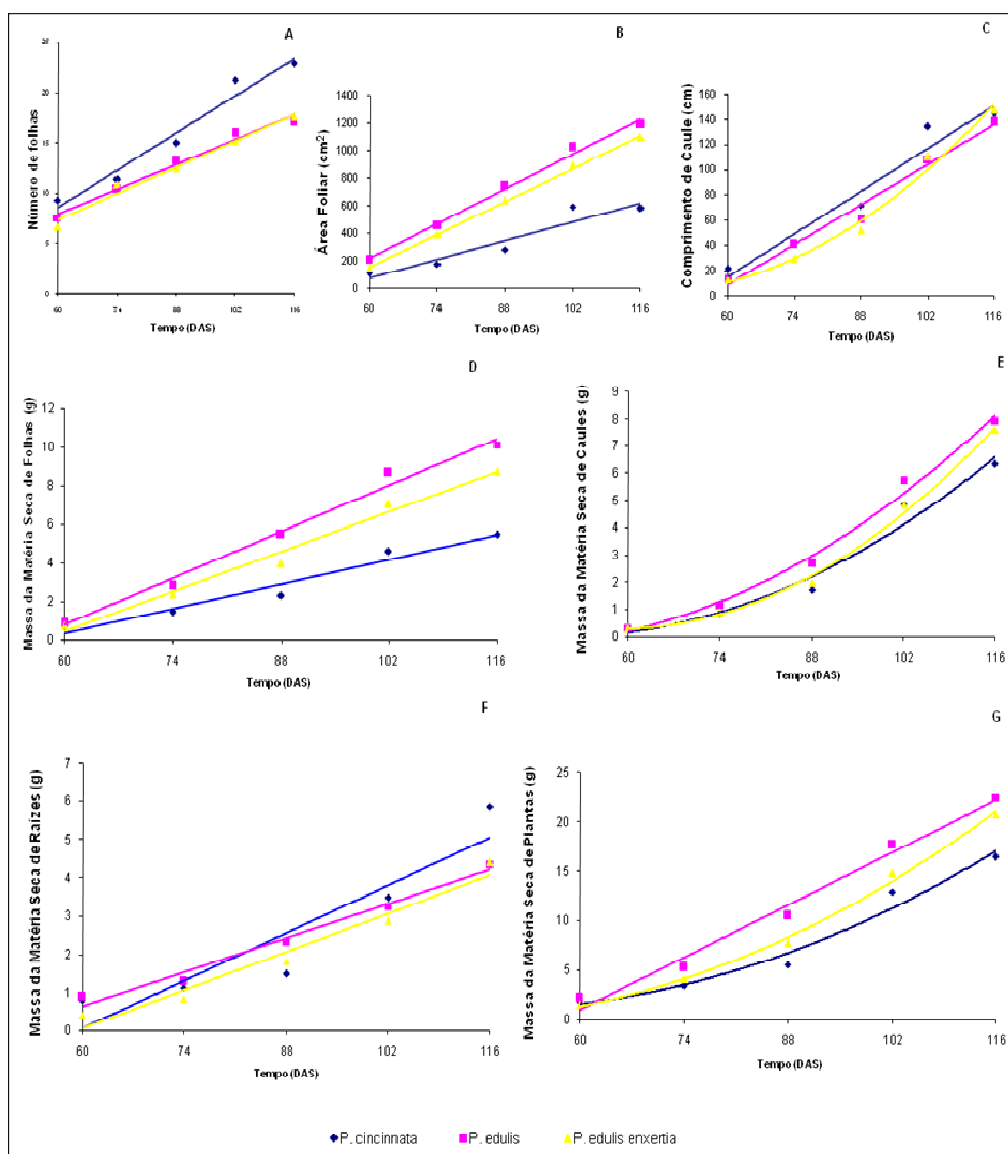 A
B
C
Número de folhas
25
20
15
10
5
0
60 74 88 102 116
Tempo (DAS)
Área Foliar (cm²)
1400
1200
1000
800
600
400
200
0
60 74 88 102 116
Tempo (DAS)
Comprimento de Caule (cm)
160
140
120
100
80
60
40
20
0
60 74 88 102 116
Tempo (DAS)
D
Massa da Matéria Seca de Folhas (g)
12
10
8
6
4
2
0
60 74 88 102 116
Tempo (DAS)
E
Massa da Matéria Seca de Caules (g)
9
8
7
6
5
4
3
2
1
0
60 74 88 102 116
Tempo (DAS)
F
Massa da Matéria Seca de Raízes (g)
7
6
5
4
3
2
1
0
60 74 88 102 116
Tempo (DAS)
G
Massa da Matéria Seca de Plantas (g)
25
20
15
10
5
0
60 74 88 102 116
Tempo (DAS)
P. cincinnata P. edulis P. edulis enxertia